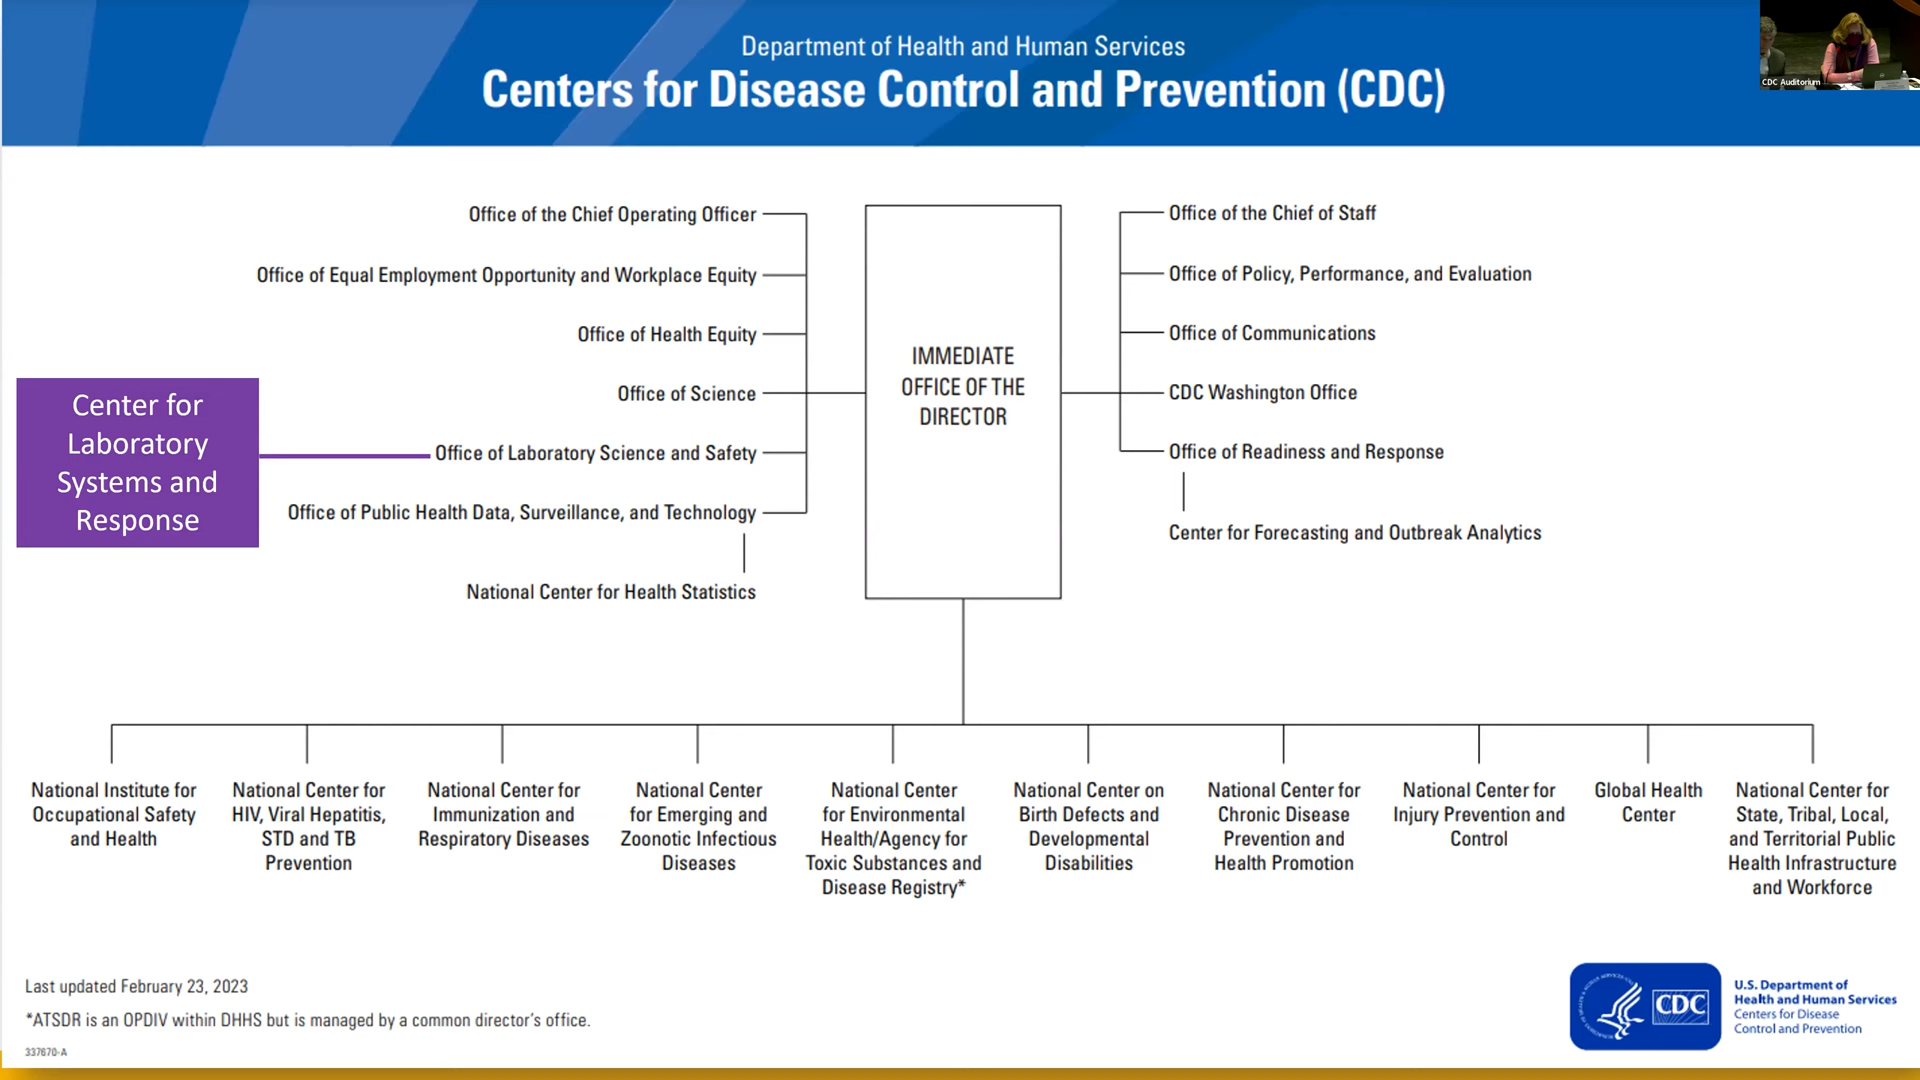 Department of Health and Human Services
Centers for Disease Control and Prevention (CDC)
CDC Auditorium
Office of the Chief Operating Officer
Office of Equal Employment Opportunity and Workplace Equity
Office of Health Equity
Office of Science
Office of Laboratory Science and Safety
Office of Public Health Data, Surveillance, and Technology
National Center for Health Statistics
Center for
Laboratory
Systems and
Response
IMMEDIATE
OFFICE OF THE
DIRECTOR
Office of the Chief of Staff
Office of Policy, Performance, and Evaluation
Office of Communications
CDC Washington Office
Office of Readiness and Response
Center for Forecasting and Outbreak Analytics
National Institute for
Occupational Safety
and Health
National Center for
HIV, Viral Hepatitis,
STD and TB
Prevention
National Center for
Immunization and
Respiratory Diseases
National Center
for Emerging and
Zoonotic Infectious
Diseases
National Center
for Environmental
Health/Agency for
Toxic Substances and
Disease Registry*
National Center on
Birth Defects and
Developmental
Disabilities
National Center for
Chronic Disease
Prevention and
Health Promotion
National Center for
Injury Prevention and
Control
Global Health
Center
National Center for
State, Tribal, Local,
and Territorial Public
Health Infrastructure
and Workforce
Last updated February 23, 2023
*ATSDR is an OPDIV within DHHS but is managed by a common director's office.
337670-A
CDC
U.S. Department of
Health and Human Services
Centers for Disease
Control and Prevention